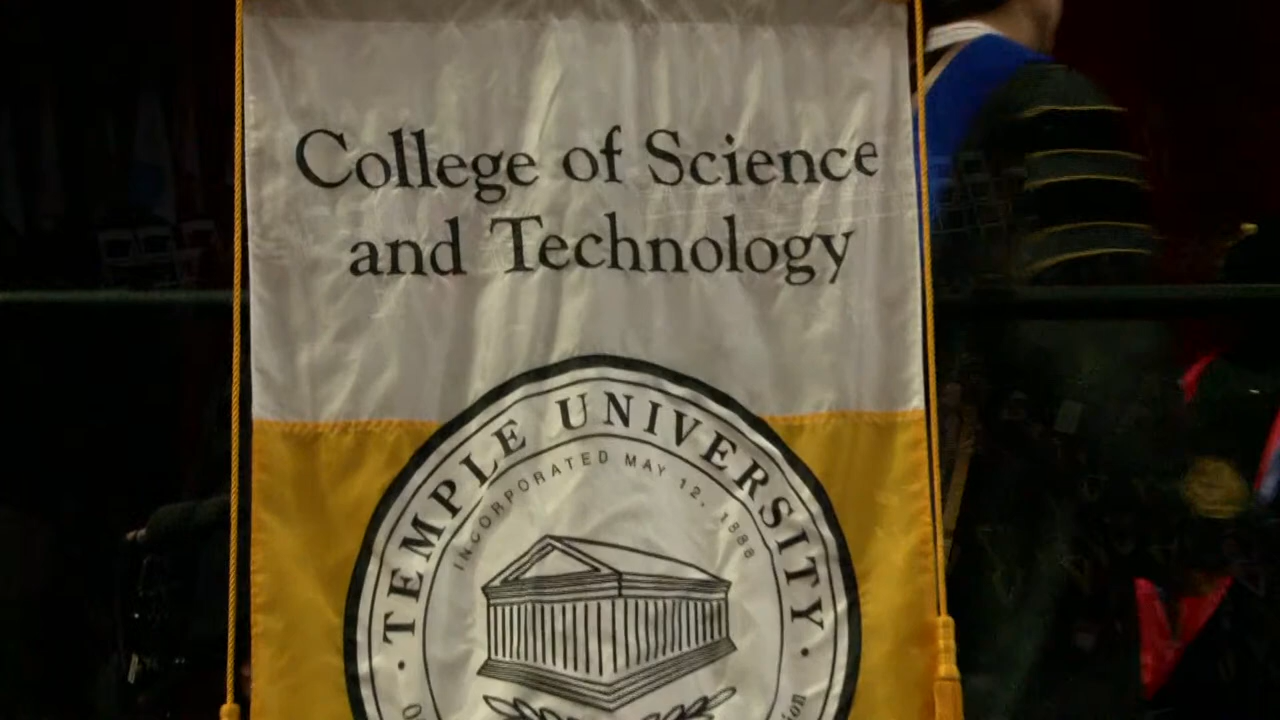 College of Science
and Technology
· TEMPLE UNIVERSITY ·
INCORPORATED MAY 12, 1888